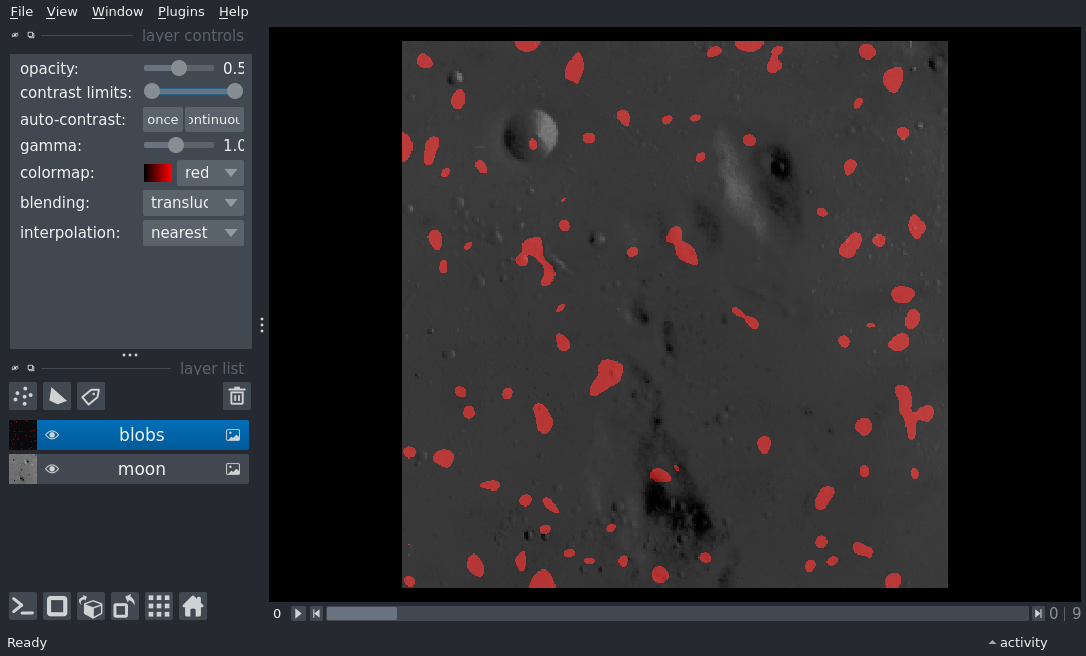 File View Window Plugins Help
layer controls
opacity: 0.5
contrast limits:
auto-contrast: once ontinuou
gamma: 1.0
colormap: red
blending: transluc
interpolation: nearest
layer list
blobs
moon
0 0 | 9
Ready activity